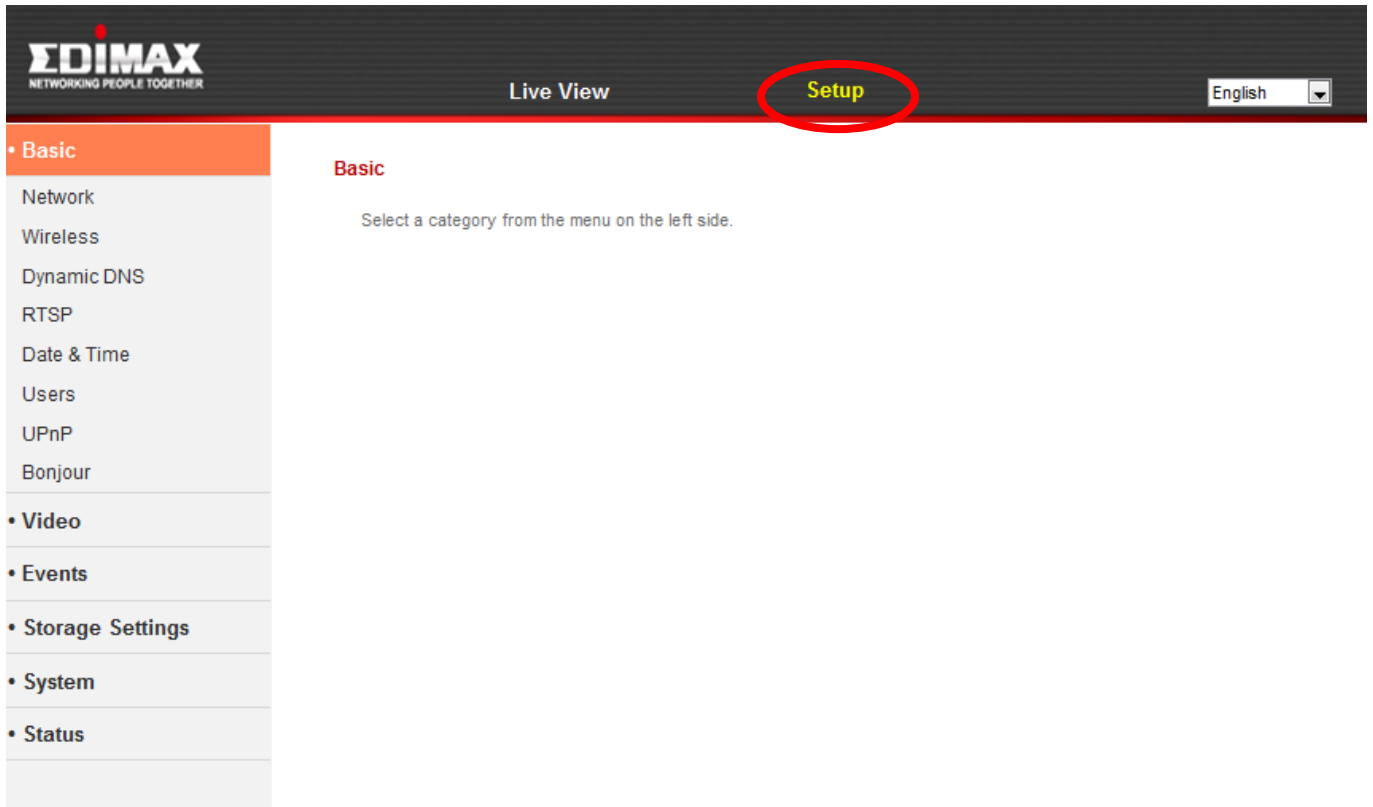 EDIMAX
NETWORKING PEOPLE TOGETHER
Live View
Setup
English
• Basic
Network
Wireless
Dynamic DNS
RTSP
Date & Time
Users
UPnP
Bonjour
• Video
• Events
• Storage Settings
• System
• Status
Basic
Select a category from the menu on the left side.